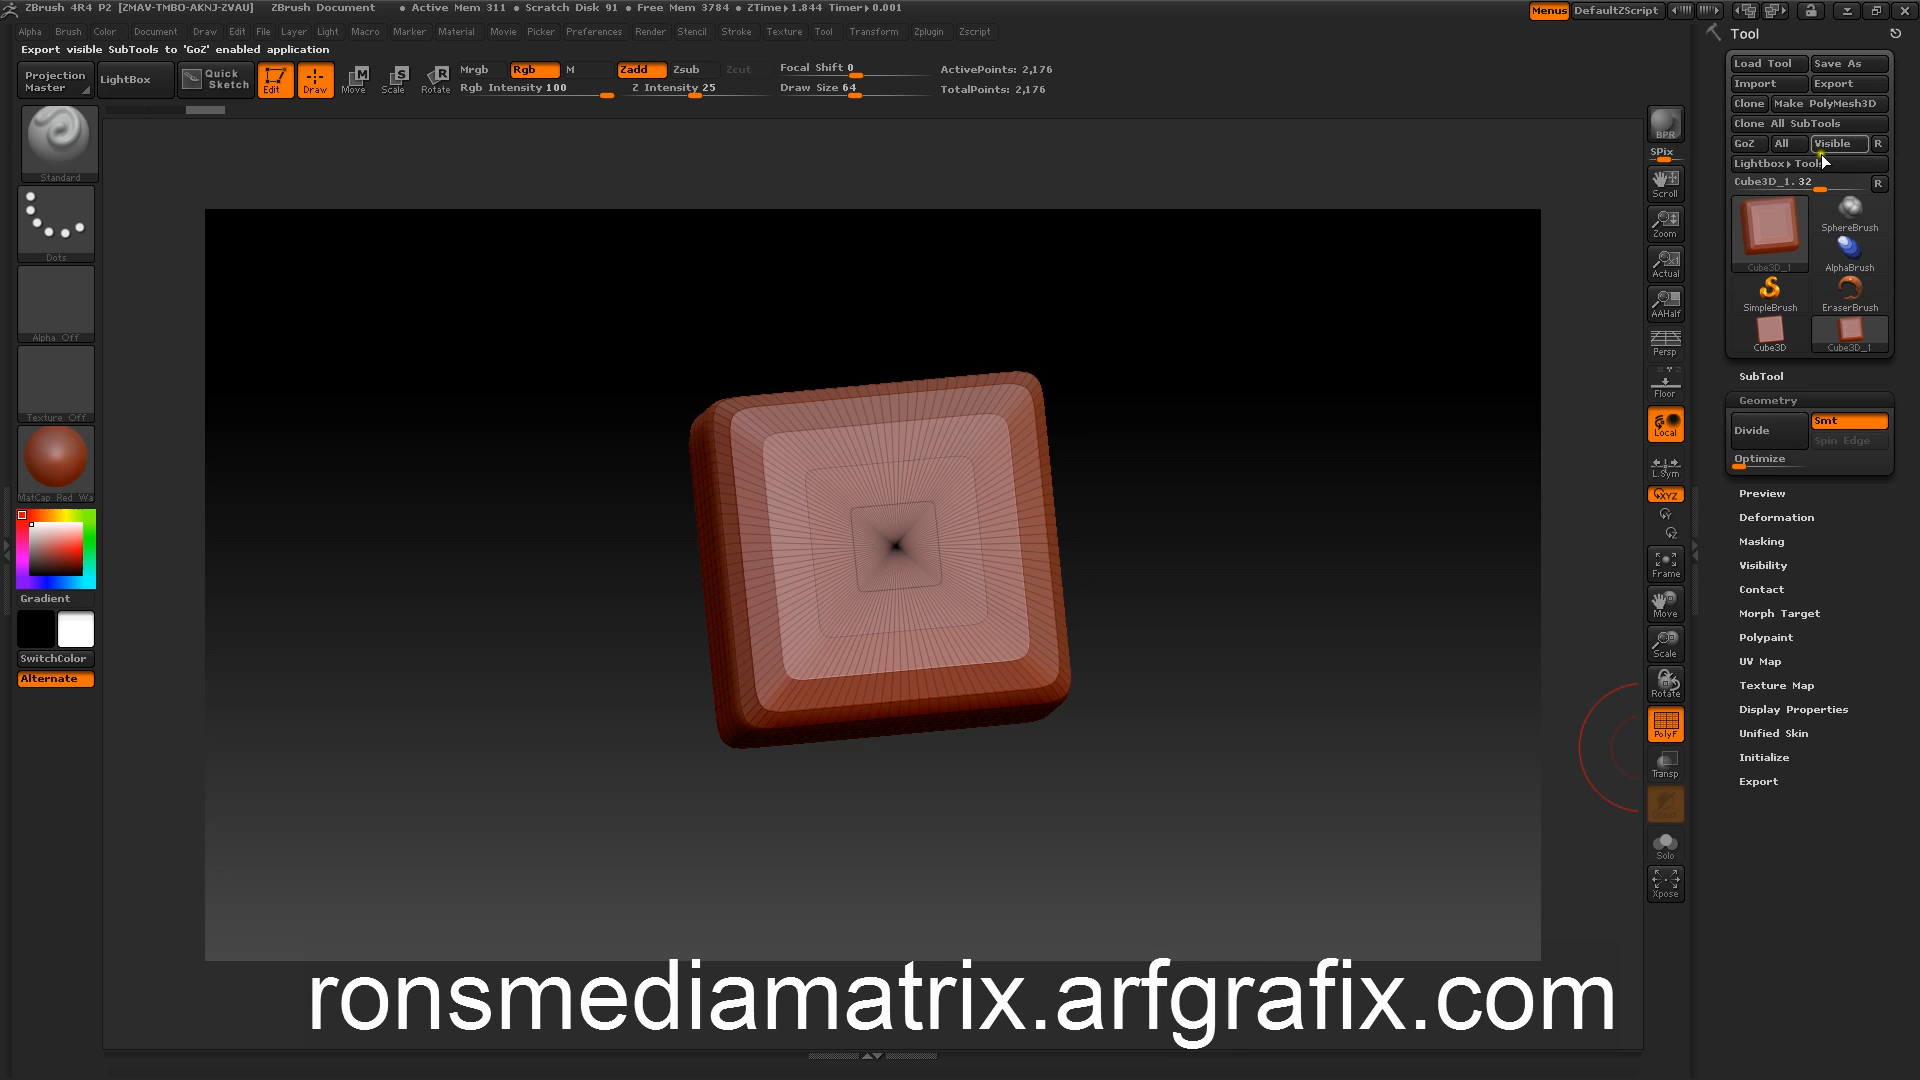 ZBrush 4R4 P2 [ZMAV-TMBO-AKNJ-ZVAU] ZBrush Document • Active Mem 311 • Scratch Disk 91 • Free Mem 3784 • ZTime▸1.844 Timer▸0.001 Menus DefaultZScript
Alpha Brush Color Document Draw Edit File Layer Light Macro Marker Material Movie Picker Preferences Render Stencil Stroke Texture Tool Transform Zplugin Zscript
Export visible SubTools to 'GoZ' enabled application
Projection Master
LightBox
Quick Sketch
Edit
Draw
Move
Scale
Rotate
Mrgb Rgb M
Rgb Intensity 100
Zadd Zsub Zcut
Z Intensity 25
Focal Shift 0
Draw Size 64
ActivePoints: 2,176
TotalPoints: 2,176
Standard
Dots
Alpha Off
Texture Off
MatCap Red Wa
Gradient
SwitchColor
Alternate
BPR
SPix
Scroll
Zoom
Actual
AAHalf
Persp
Floor
Local
L.Sym
XYZ
Y
Z
Frame
Move
Scale
Rotate
PolyF
Transp
Solo
Xpose
Tool
Load Tool Save As
Import Export
Clone Make PolyMesh3D
Clone All SubTools
GoZ All Visible R
Lightbox▸Tools
Cube3D_1. 32 R
Cube3D_1
SphereBrush
AlphaBrush
SimpleBrush
EraserBrush
Cube3D
Cube3D_1
SubTool
Geometry
Divide
Smt
Spin Edge
Optimize
Preview
Deformation
Masking
Visibility
Contact
Morph Target
Polypaint
UV Map
Texture Map
Display Properties
Unified Skin
Initialize
Export
ronsmediamatrix.arfgrafix.com